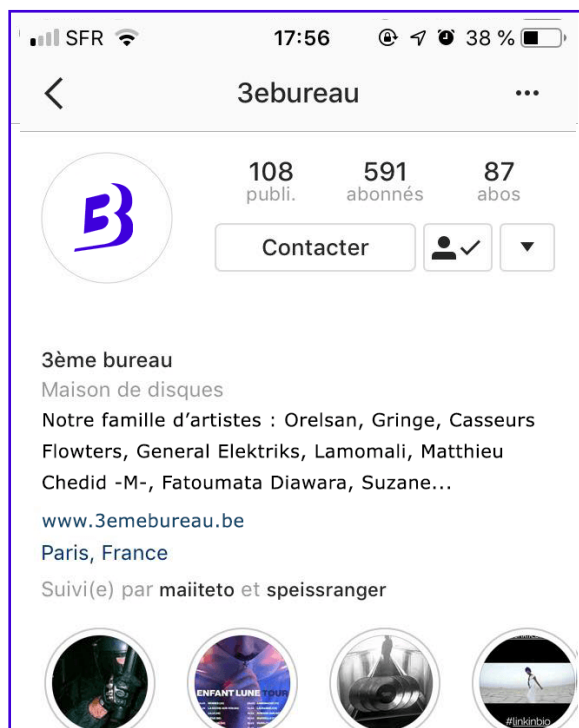 SFR 17:56 38 %
3ebureau
108 591 87
publi. abonnés abos
Contacter
3ème bureau
Maison de disques
Notre famille d’artistes : Orelsan, Gringe, Casseurs
Flowters, General Elektriks, Lamomali, Matthieu
Chedid -M-, Fatoumata Diawara, Suzane...
www.3emebureau.be
Paris, France
Suivi(e) par maiiteto et speissranger
ENFANT LUNE TOUR
#linkinbio